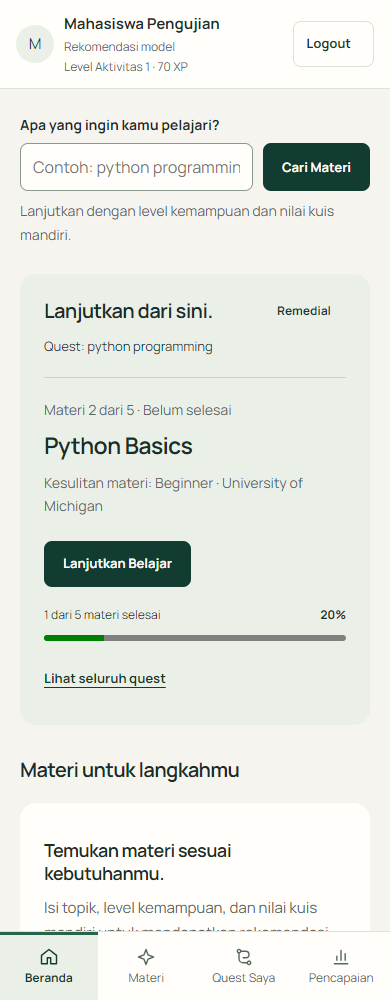 M
Mahasiswa Pengujian
Rekomendasi model
Level Aktivitas 1 · 70 XP
Logout
Apa yang ingin kamu pelajari?
Contoh: python programmin
Cari Materi
Lanjutkan dengan level kemampuan dan nilai kuis
mandiri.
Lanjutkan dari sini.
Remedial
Quest: python programming
Materi 2 dari 5 · Belum selesai
Python Basics
Kesulitan materi: Beginner · University of
Michigan
Lanjutkan Belajar
1 dari 5 materi selesai
20%
Lihat seluruh quest
Materi untuk langkahmu
Temukan materi sesuai
kebutuhanmu.
Isi topik, level kemampuan, dan nilai kuis
mandiri untuk mendapatkan rekomendasi
Beranda
Materi
Quest Saya
Pencapaian